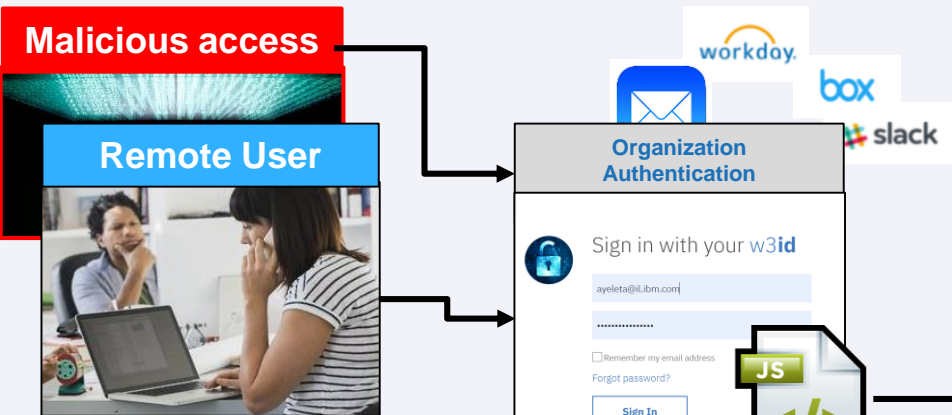 Malicious access
workday.
box
slack
Remote User
Organization
Authentication
Sign in with your w3id
ayeleta@il.ibm.com
................
Remember my email address
Forgot password?
Sign In
JS
</>